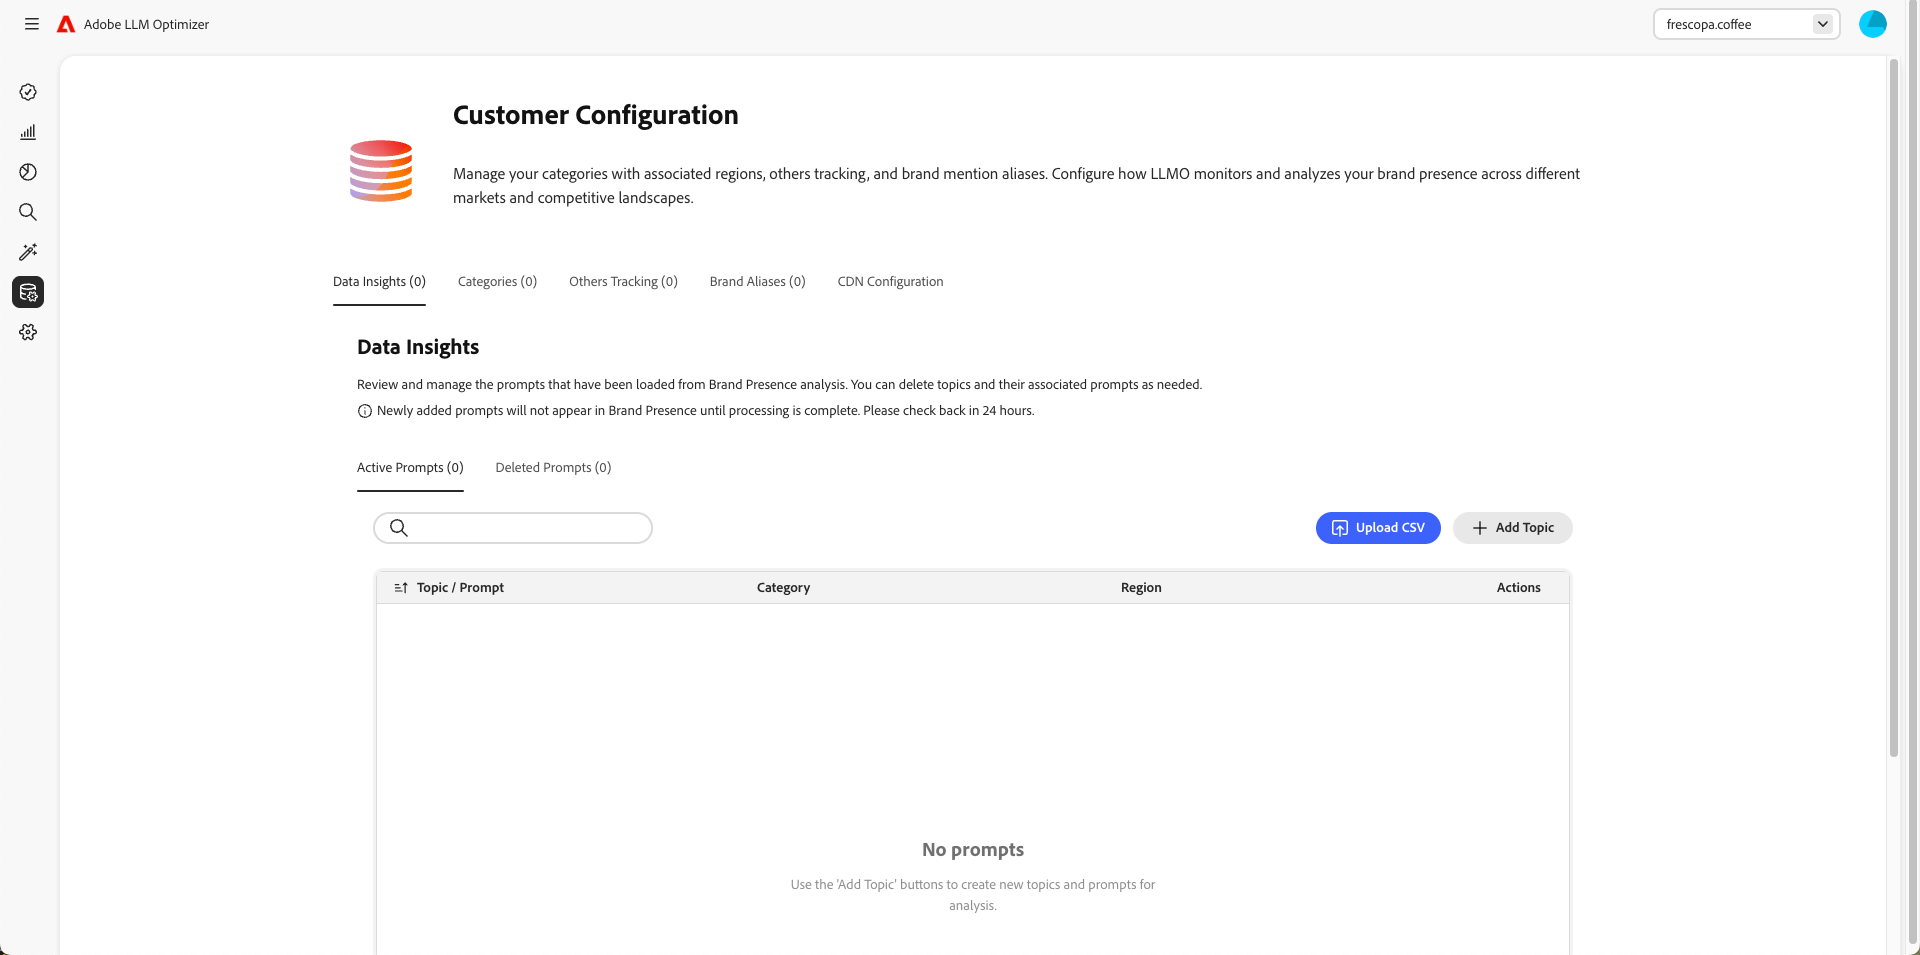 Adobe LLM Optimizer
frescopa.coffee
Customer Configuration
Manage your categories with associated regions, others tracking, and brand mention aliases. Configure how LLMO monitors and analyzes your brand presence across different
markets and competitive landscapes.
Data Insights (0)
Categories (0)
Others Tracking (0)
Brand Aliases (0)
CDN Configuration
Data Insights
Review and manage the prompts that have been loaded from Brand Presence analysis. You can delete topics and their associated prompts as needed.
Newly added prompts will not appear in Brand Presence until processing is complete. Please check back in 24 hours.
Active Prompts (0)
Deleted Prompts (0)
Upload CSV
Add Topic
Topic / Prompt
Category
Region
Actions
No prompts
Use the 'Add Topic' buttons to create new topics and prompts for
analysis.